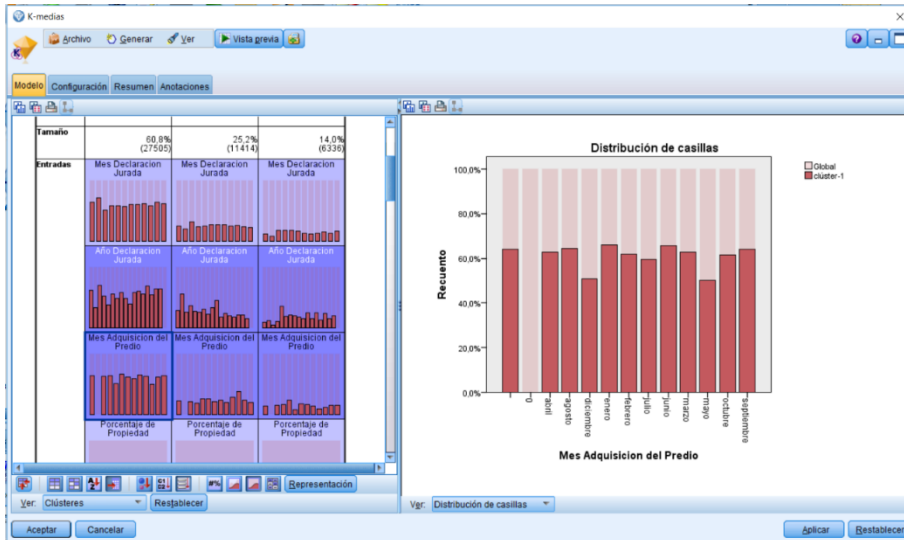 K-medias
Archivo Generar Ver Vista previa
Modelo Configuración Resumen Anotaciones
Tamaño
60,8% 25,2% 14,0%
(27505) (11414) (6336)
Entradas
Mes Declaracion Jurada
Mes Declaracion Jurada
Mes Declaracion Jurada
Año Declaracion Jurada
Año Declaracion Jurada
Año Declaracion Jurada
Mes Adquisicion del Predio
Mes Adquisicion del Predio
Mes Adquisicion del Predio
Porcentaje de Propiedad
Porcentaje de Propiedad
Porcentaje de Propiedad
Representación
Ver: Clústeres Restablecer
Distribución de casillas
Global
clúster-1
Recuento
100,0%
80,0%
60,0%
40,0%
20,0%
0,0%
0 abril agosto diciembre enero febrero julio junio marzo mayo octubre septiembre
Mes Adquisicion del Predio
Ver: Distribución de casillas
Aceptar Cancelar Aplicar Restablecer